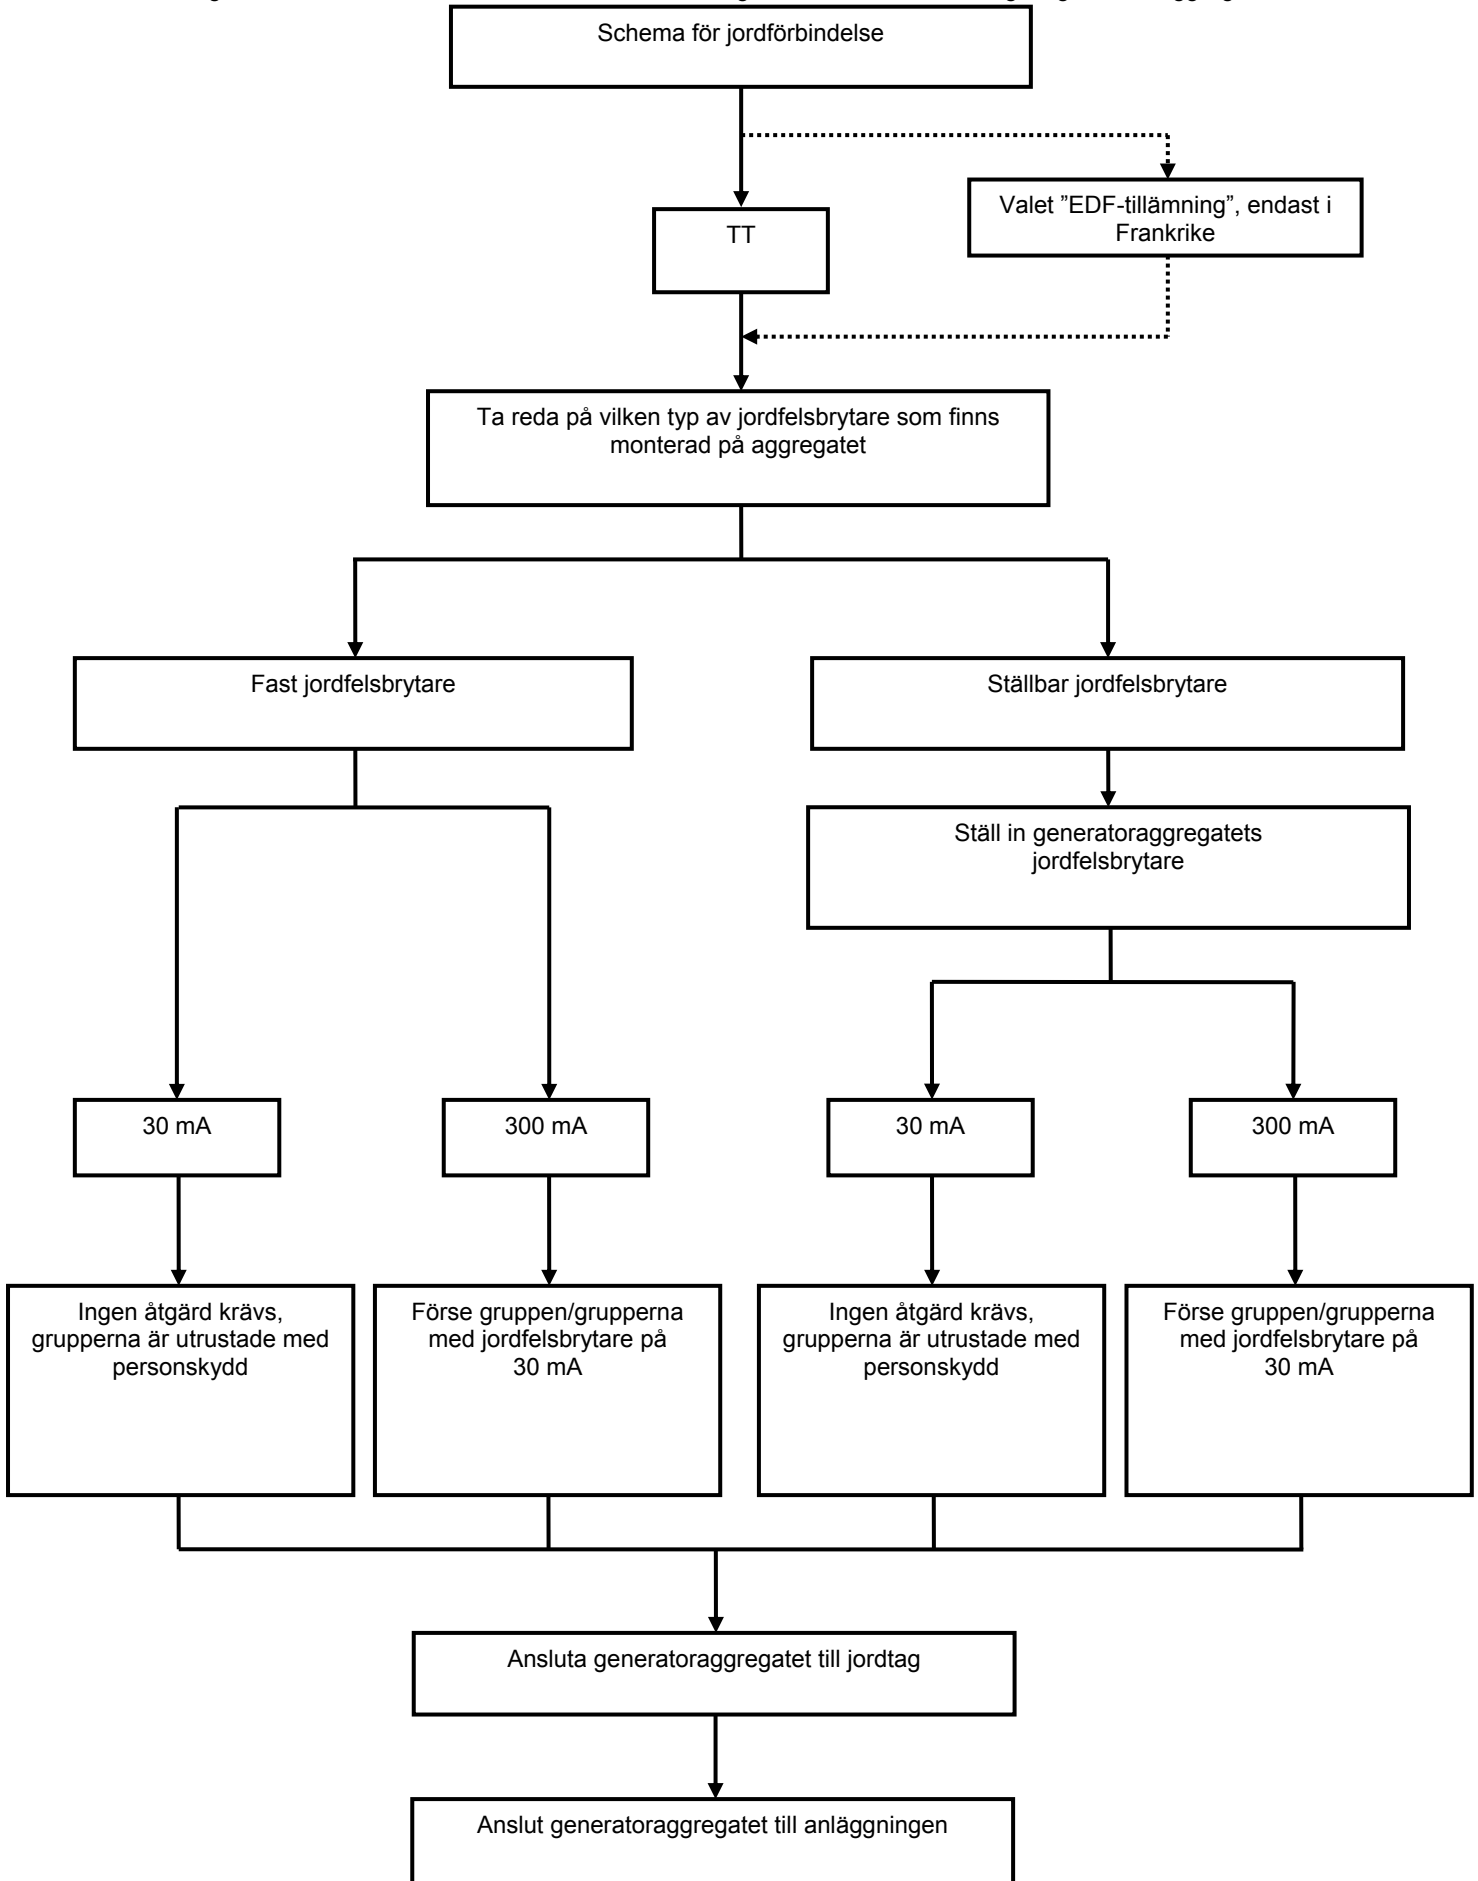 Schema för jordförbindelse
Valet ”EDF-tillämning”, endast i
Frankrike
TT
Ta reda på vilken typ av jordfelsbrytare som finns
monterad på aggregatet
Fast jordfelsbrytare
Ställbar jordfelsbrytare
Ställ in generatoraggregatets
jordfelsbrytare
30 mA
300 mA
30 mA
300 mA
Ingen åtgärd krävs,
grupperna är utrustade med
personskydd
Förse gruppen/grupperna
med jordfelsbrytare på
30 mA
Ingen åtgärd krävs,
grupperna är utrustade med
personskydd
Förse gruppen/grupperna
med jordfelsbrytare på
30 mA
Ansluta generatoraggregatet till jordtag
Anslut generatoraggregatet till anläggningen